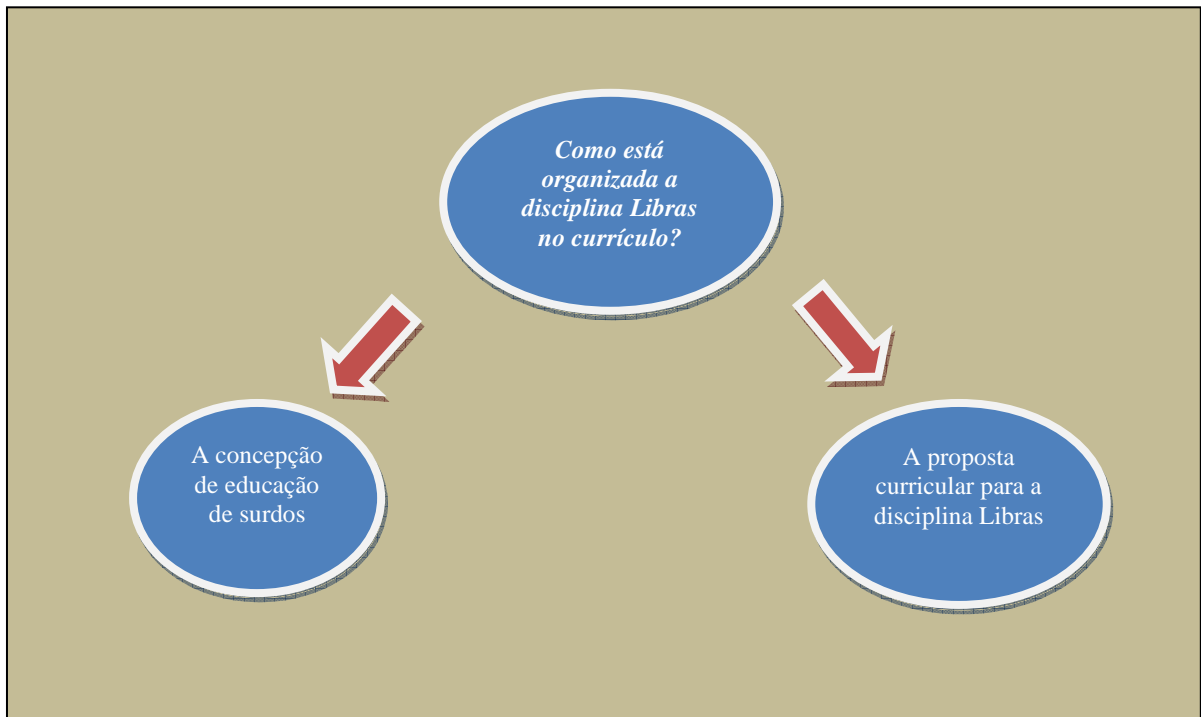 Como está
organizada a
disciplina Libras
no currículo?
A concepção
de educação
de surdos
A proposta
curricular para a
disciplina Libras